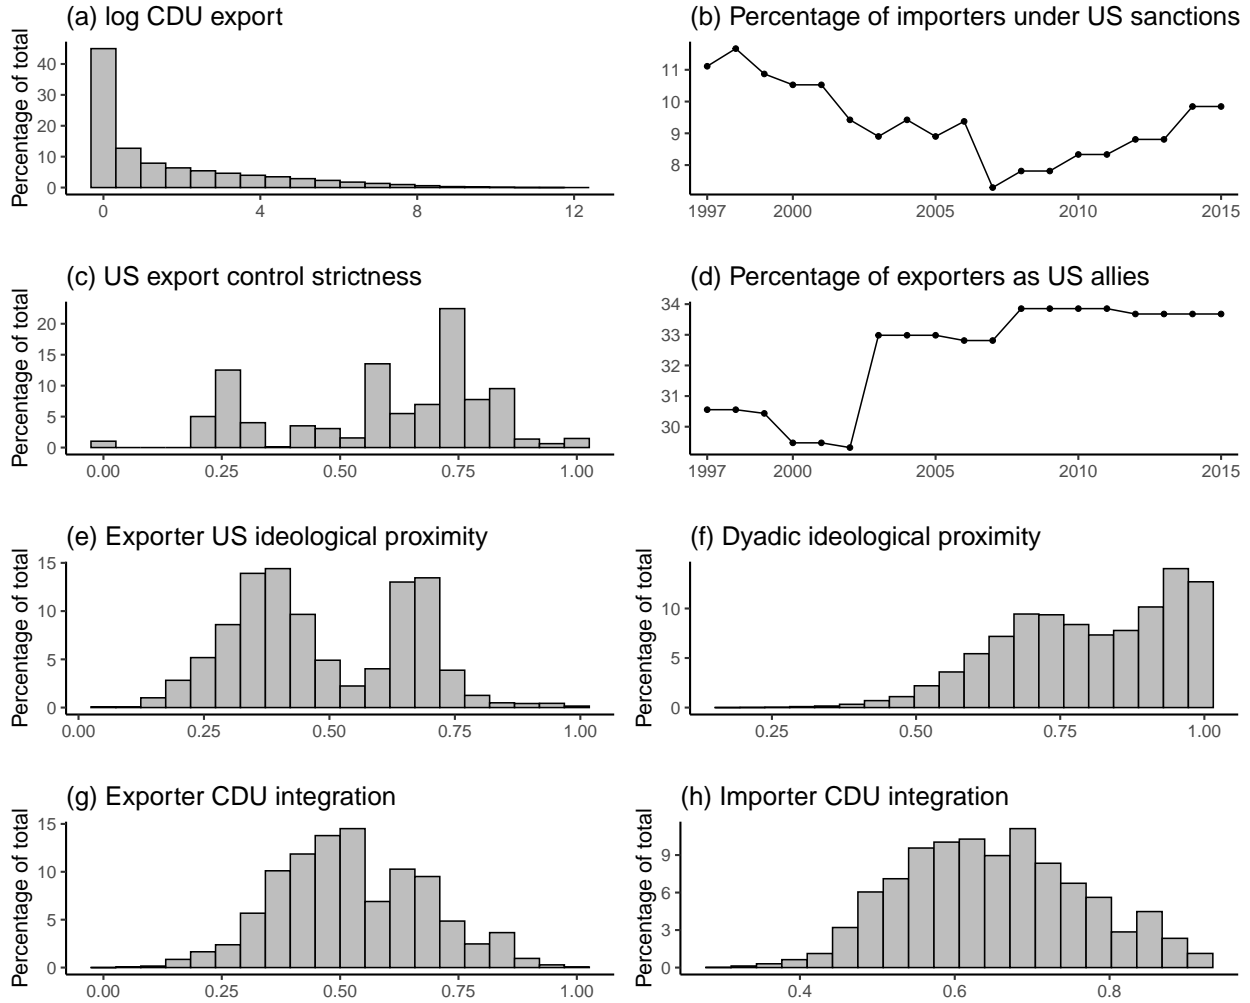 (a) log CDU export
Percentage of total
40
30
20
10
0
0 4 8 12
(b) Percentage of importers under US sanctions
11
10
9
8
1997 2000 2005 2010 2015
(c) US export control strictness
Percentage of total
20
15
10
5
0
0.00 0.25 0.50 0.75 1.00
(d) Percentage of exporters as US allies
34
33
32
31
30
1997 2000 2005 2010 2015
(e) Exporter US ideological proximity
Percentage of total
15
10
5
0
0.00 0.25 0.50 0.75 1.00
(f) Dyadic ideological proximity
Percentage of total
10
5
0
0.25 0.50 0.75 1.00
(g) Exporter CDU integration
Percentage of total
15
10
5
0
0.00 0.25 0.50 0.75 1.00
(h) Importer CDU integration
Percentage of total
9
6
3
0
0.4 0.6 0.8